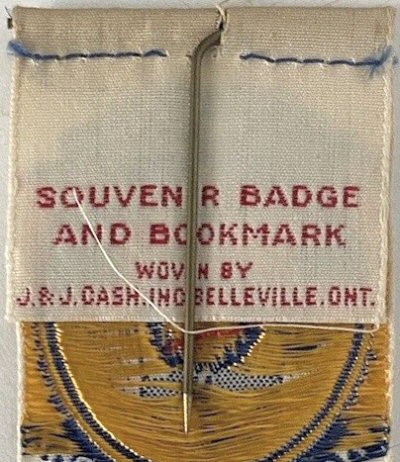 SOUVENIR BADGE
AND BOOKMARK
WOVEN BY
J. & J. CASH. INC BELLEVILLE. ONT.